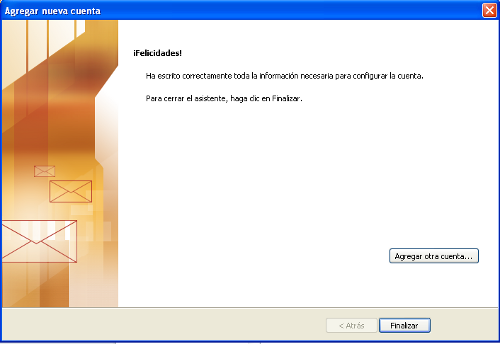 Agregar nueva cuenta
¡Felicidades!
Ha escrito correctamente toda la información necesaria para configurar la cuenta.
Para cerrar el asistente, haga clic en Finalizar.
Agregar otra cuenta...
< Atrás
Finalizar